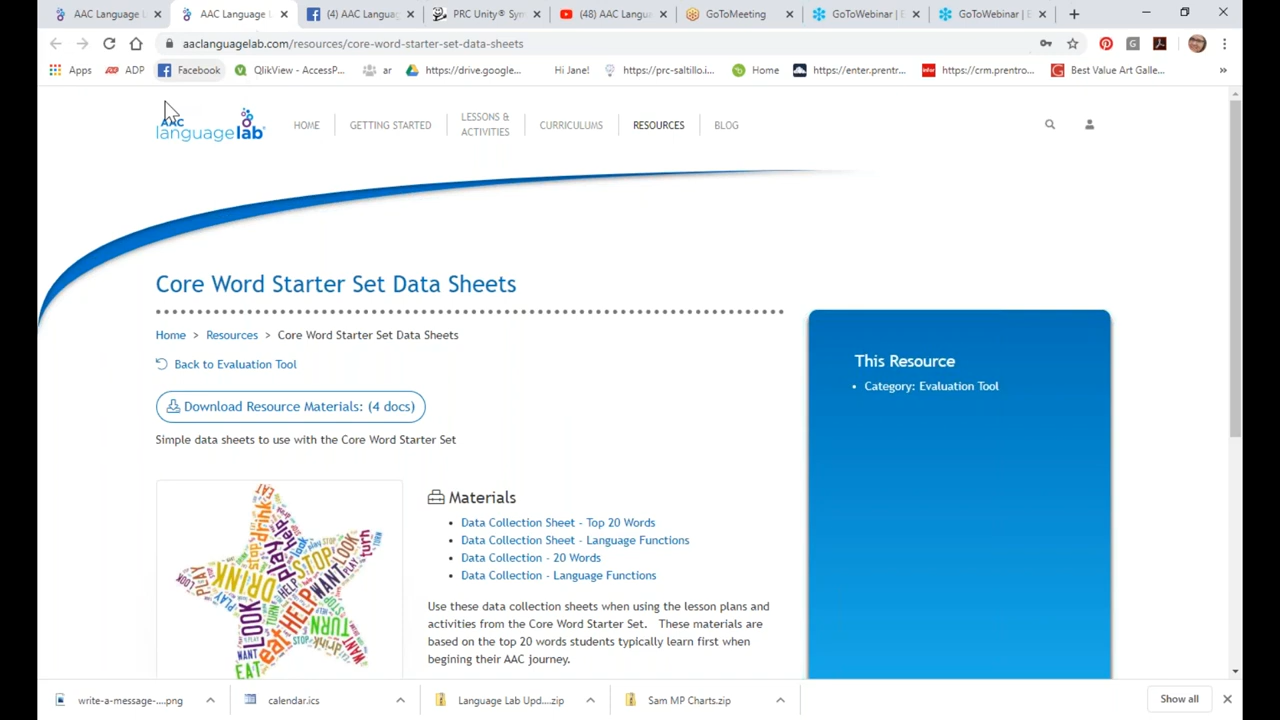 AAC Language L
AAC Language L
(4) AAC Languag
PRC Unity® Sym
(48) AAC Langu
GoToMeeting
GoToWebinar | E
GoToWebinar | E
aaclanguagelab.com/resources/core-word-starter-set-data-sheets
Apps
ADP
Facebook
QlikView - AccessP...
ar
https://drive.google...
Hi Jane!
https://prc-saltillo.i...
Home
https://enter.prentr...
https://crm.prentro...
Best Value Art Galle...
»
AAC
languagelab
HOME
GETTING STARTED
LESSONS &
ACTIVITIES
CURRICULUMS
RESOURCES
BLOG
Core Word Starter Set Data Sheets
Home > Resources > Core Word Starter Set Data Sheets
Back to Evaluation Tool
Download Resource Materials: (4 docs)
Simple data sheets to use with the Core Word Starter Set
This Resource
• Category: Evaluation Tool
EAT
drink
help
play
stop
look
STOP
LOOK
turn
DRINK
WANT
HELP
PLAY
TURN
eat
Materials
• Data Collection Sheet - Top 20 Words
• Data Collection Sheet - Language Functions
• Data Collection - 20 Words
• Data Collection - Language Functions
Use these data collection sheets when using the lesson plans and
activities from the Core Word Starter Set. These materials are
based on the top 20 words students typically learn first when
begining their AAC journey.
write-a-message-....png
calendar.ics
Language Lab Upd....zip
Sam MP Charts.zip
Show all